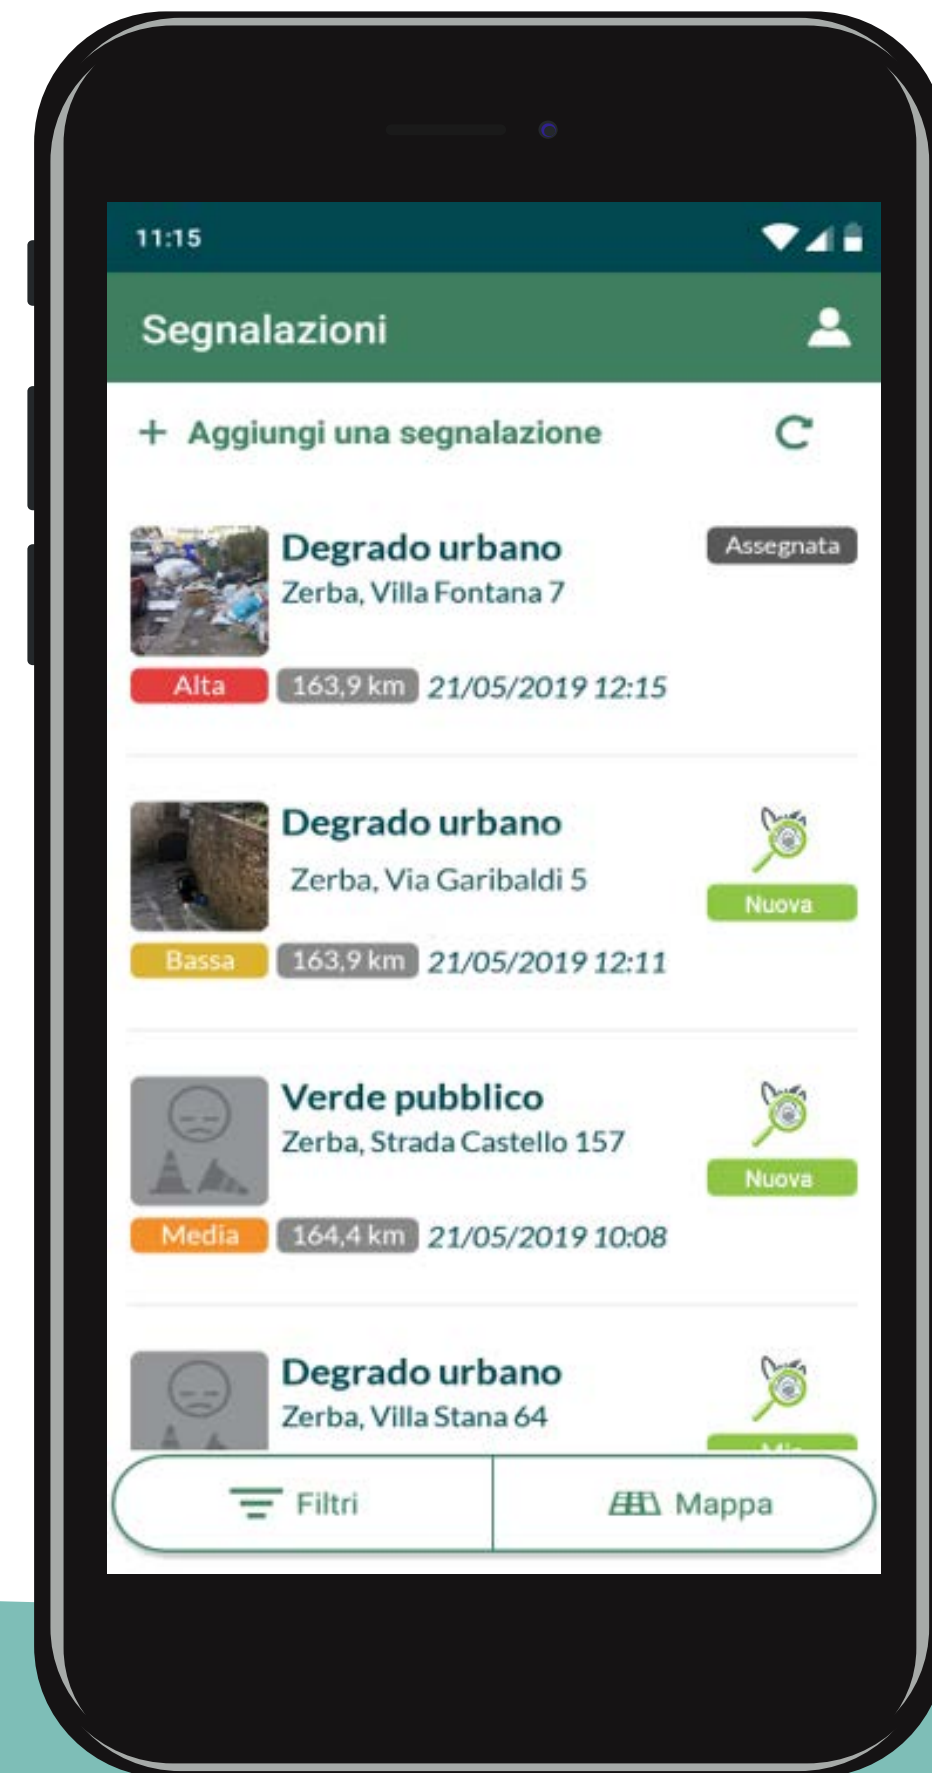 11:15
Segnalazioni
+ Aggiungi una segnalazione
Degrado urbano
Assegnata
Zerba, Villa Fontana 7
Alta 163,9 km 21/05/2019 12:15
Degrado urbano
Zerba, Via Garibaldi 5
Nuova
Bassa 163,9 km 21/05/2019 12:11
Verde pubblico
Zerba, Strada Castello 157
Nuova
Media 164,4 km 21/05/2019 10:08
Degrado urbano
Zerba, Villa Stana 64
Filtri
Mappa